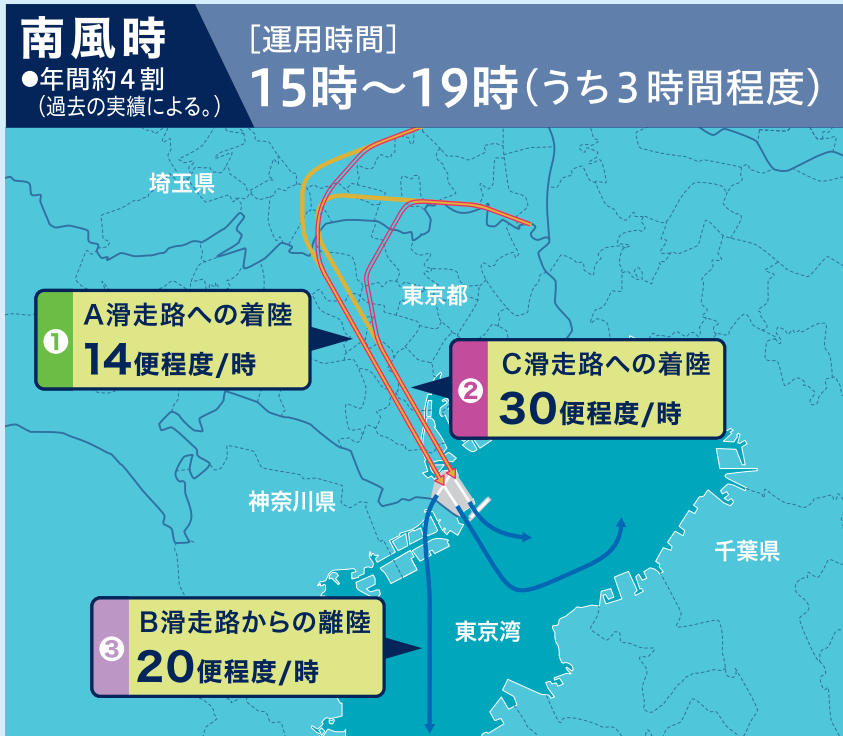 南風時
●年間約4割
（過去の実績による。）
［運用時間］
15時～19時（うち3時間程度）
埼玉県
東京都
❶
A滑走路への着陸
14便程度/時
❷
C滑走路への着陸
30便程度/時
神奈川県
千葉県
東京湾
❸
B滑走路からの離陸
20便程度/時